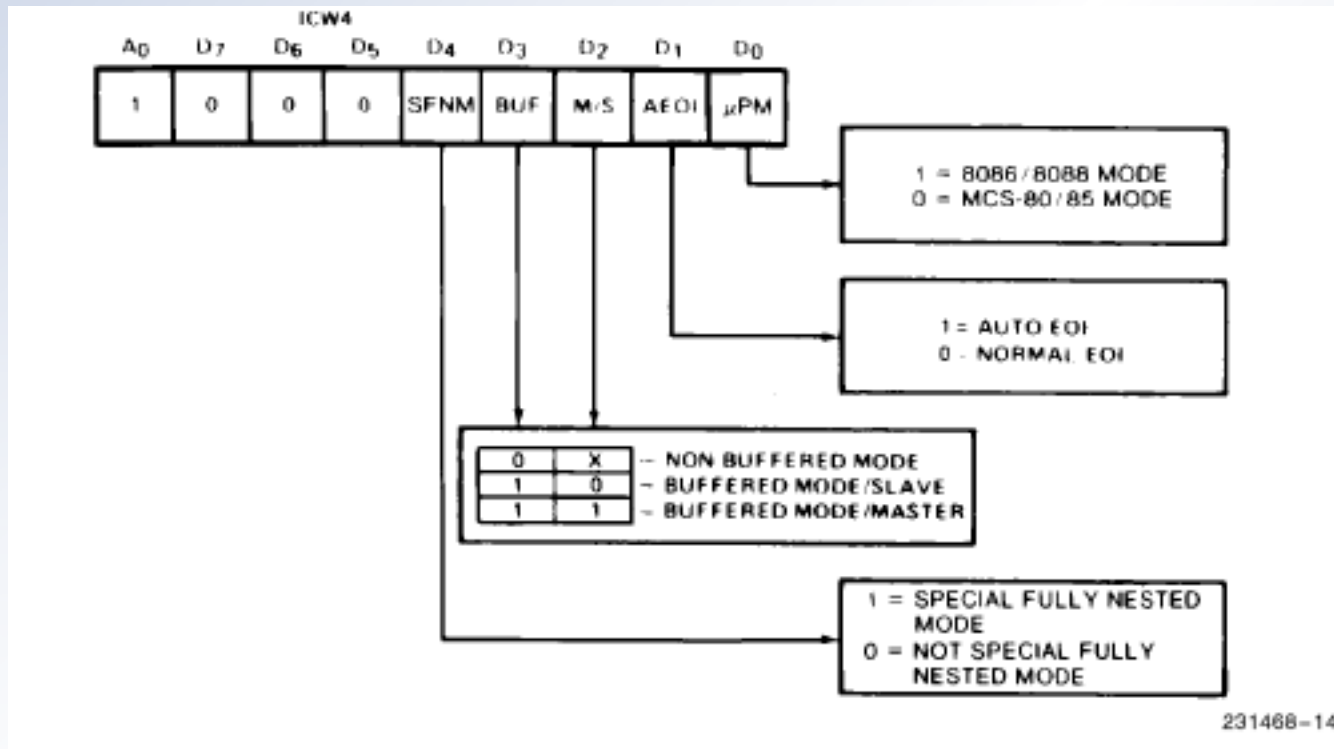 ICW4
A0 D7 D6 D5 D4 D3 D2 D1 D0
1 0 0 0 SFNM BUF M/S AEOI μPM
1 = 8086/8088 MODE
0 = MCS-80/85 MODE
1 = AUTO EOI
0 - NORMAL EOI
0 X - NON BUFFERED MODE
1 0 - BUFFERED MODE/SLAVE
1 1 - BUFFERED MODE/MASTER
1 = SPECIAL FULLY NESTED
MODE
0 = NOT SPECIAL FULLY
NESTED MODE
231468-14